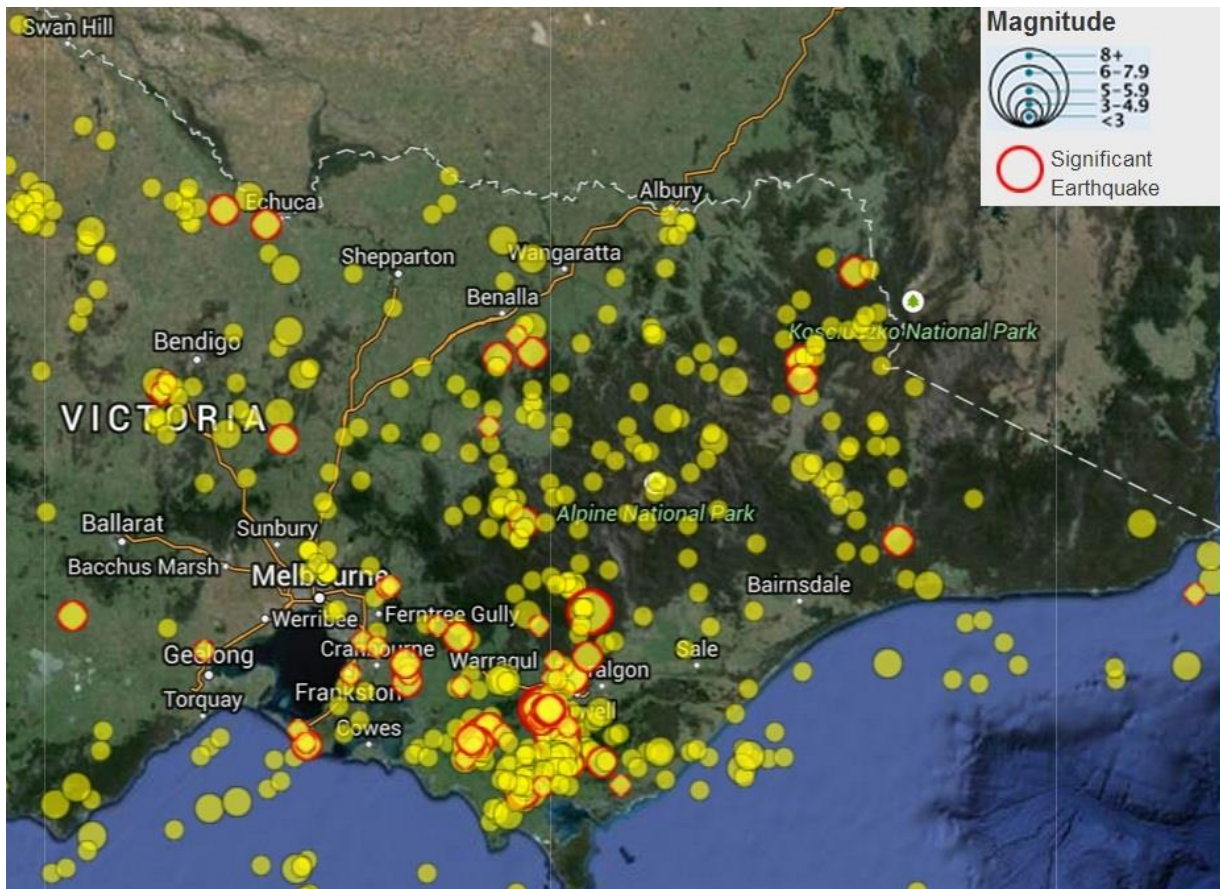 Swan Hill
Magnitude
8+
6–7.9
5–5.9
3–4.9
<3
Significant
Earthquake
Echuca
Albury
Shepparton
Wangaratta
Benalla
Kosciuszko National Park
Bendigo
VICTORIA
Ballarat
Sunbury
Alpine National Park
Bacchus Marsh
Melbourne
Bairnsdale
Werribee
Ferntree Gully
Geelong
Cranbourne
Warragul
Sale
Torquay
Frankston
Cowes